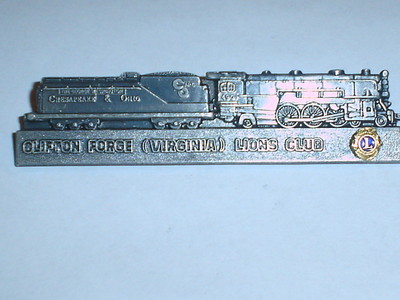 CHESAPEAKE & OHIO
CLIFTON FORGE (VIRGINIA) LIONS CLUB
L